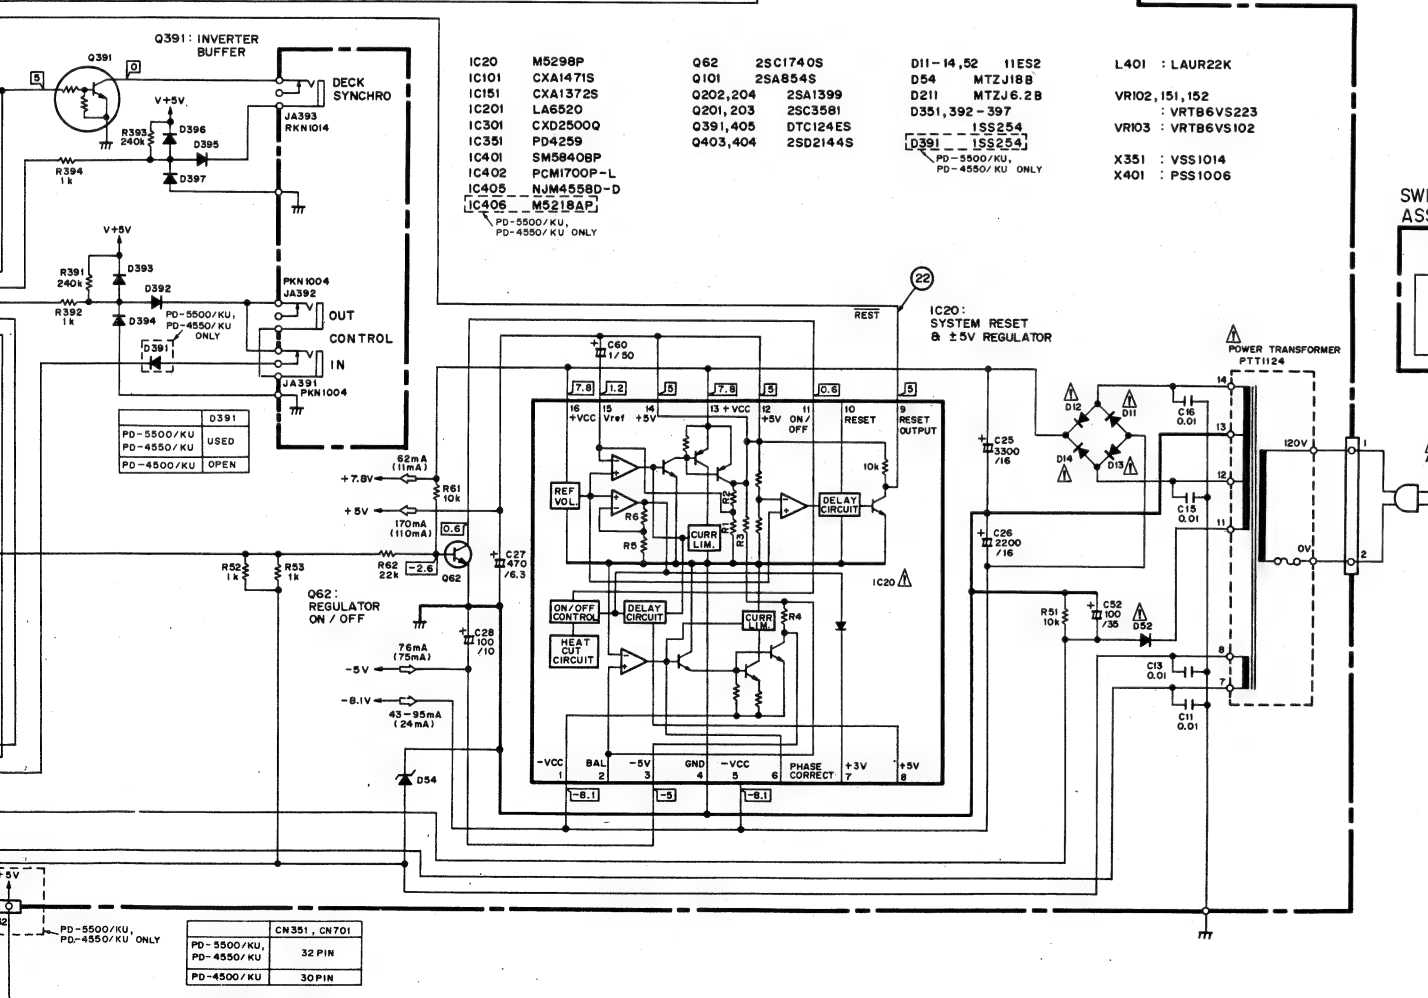 Q391: INVERTER
BUFFER
Q391
5
0
DECK
SYNCHRO
V+5V
R393
240k
D396
D395
JA393
RKN1014
R394
1k
D397
V+5V
R391
240k
D393
D392
PKN1004
JA392
R392
1k
D394
PD-5500/KU,
PD-4550/KU
ONLY
OUT
CONTROL
D391
IN
JA391
PKN1004
D391
PD-5500/KU
PD-4550/KU
USED
PD-4500/KU OPEN
IC20 M5298P
IC101 CXA1471S
IC151 CXA1372S
IC201 LA6520
IC301 CXD2500Q
IC351 PD4259
IC401 SM5840BP
IC402 PCM1700P-L
IC405 NJM4558D-D
IC406 M5218AP
PD-5500/KU,
PD-4550/KU ONLY
Q62 2SC1740S
Q101 2SA854S
Q202,204 2SA1399
Q201,203 2SC3581
Q391,405 DTC124ES
Q403,404 2SD2144S
D11-14,52 11ES2
D54 MTZJ18B
D211 MTZJ6.2B
D351,392-397
1SS254
D391 1SS254
PD-5500/KU,
PD-4550/KU ONLY
L401 : LAUR22K
VR102,151,152
: VRTB6VS223
VR103 : VRTB6VS102
X351 : VSS1014
X401 : PSS1006
SWI
ASS
22
REST
IC20:
SYSTEM RESET
& ±5V REGULATOR
C60
1/50
7.8
1.2
5
7.8
5
0.6
5
16
+VCC
15
Vref
14
+5V
13 +VCC
12
+5V
11
ON/
OFF
10
RESET
9
RESET
OUTPUT
REF
VOL.
R6
R5
R2
R1
R3
CURR
LIM.
DELAY
CIRCUIT
10k
IC20
ON/OFF
CONTROL
DELAY
CIRCUIT
CURR
LIM.
R4
HEAT
CUT
CIRCUIT
-VCC
1
BAL
2
-5V
3
GND
4
-VCC
5
6
PHASE
CORRECT
+3V
7
+5V
8
-8.1
-5
-8.1
62mA
(11mA)
+7.8V
R61
10k
+5V
170mA
(110mA)
0.6
R62
22k
-2.6
Q62
R52
1k
R53
1k
Q62:
REGULATOR
ON/OFF
C27
470
/6.3
C28
100
/10
76mA
(75mA)
-5V
-8.1V
43-95mA
(24mA)
D54
C25
3300
/16
C26
2200
/16
R51
10k
C52
100
/35
D52
D12
D11
D14
D13
C16
0.01
C15
0.01
C13
0.01
C11
0.01
POWER TRANSFORMER
PTT1124
14
13
12
11
8
7
120V
0V
1
2
+5V
PD-5500/KU,
PD-4550/KU ONLY
CN351, CN701
PD-5500/KU,
PD-4550/KU
32PIN
PD-4500/KU 30PIN